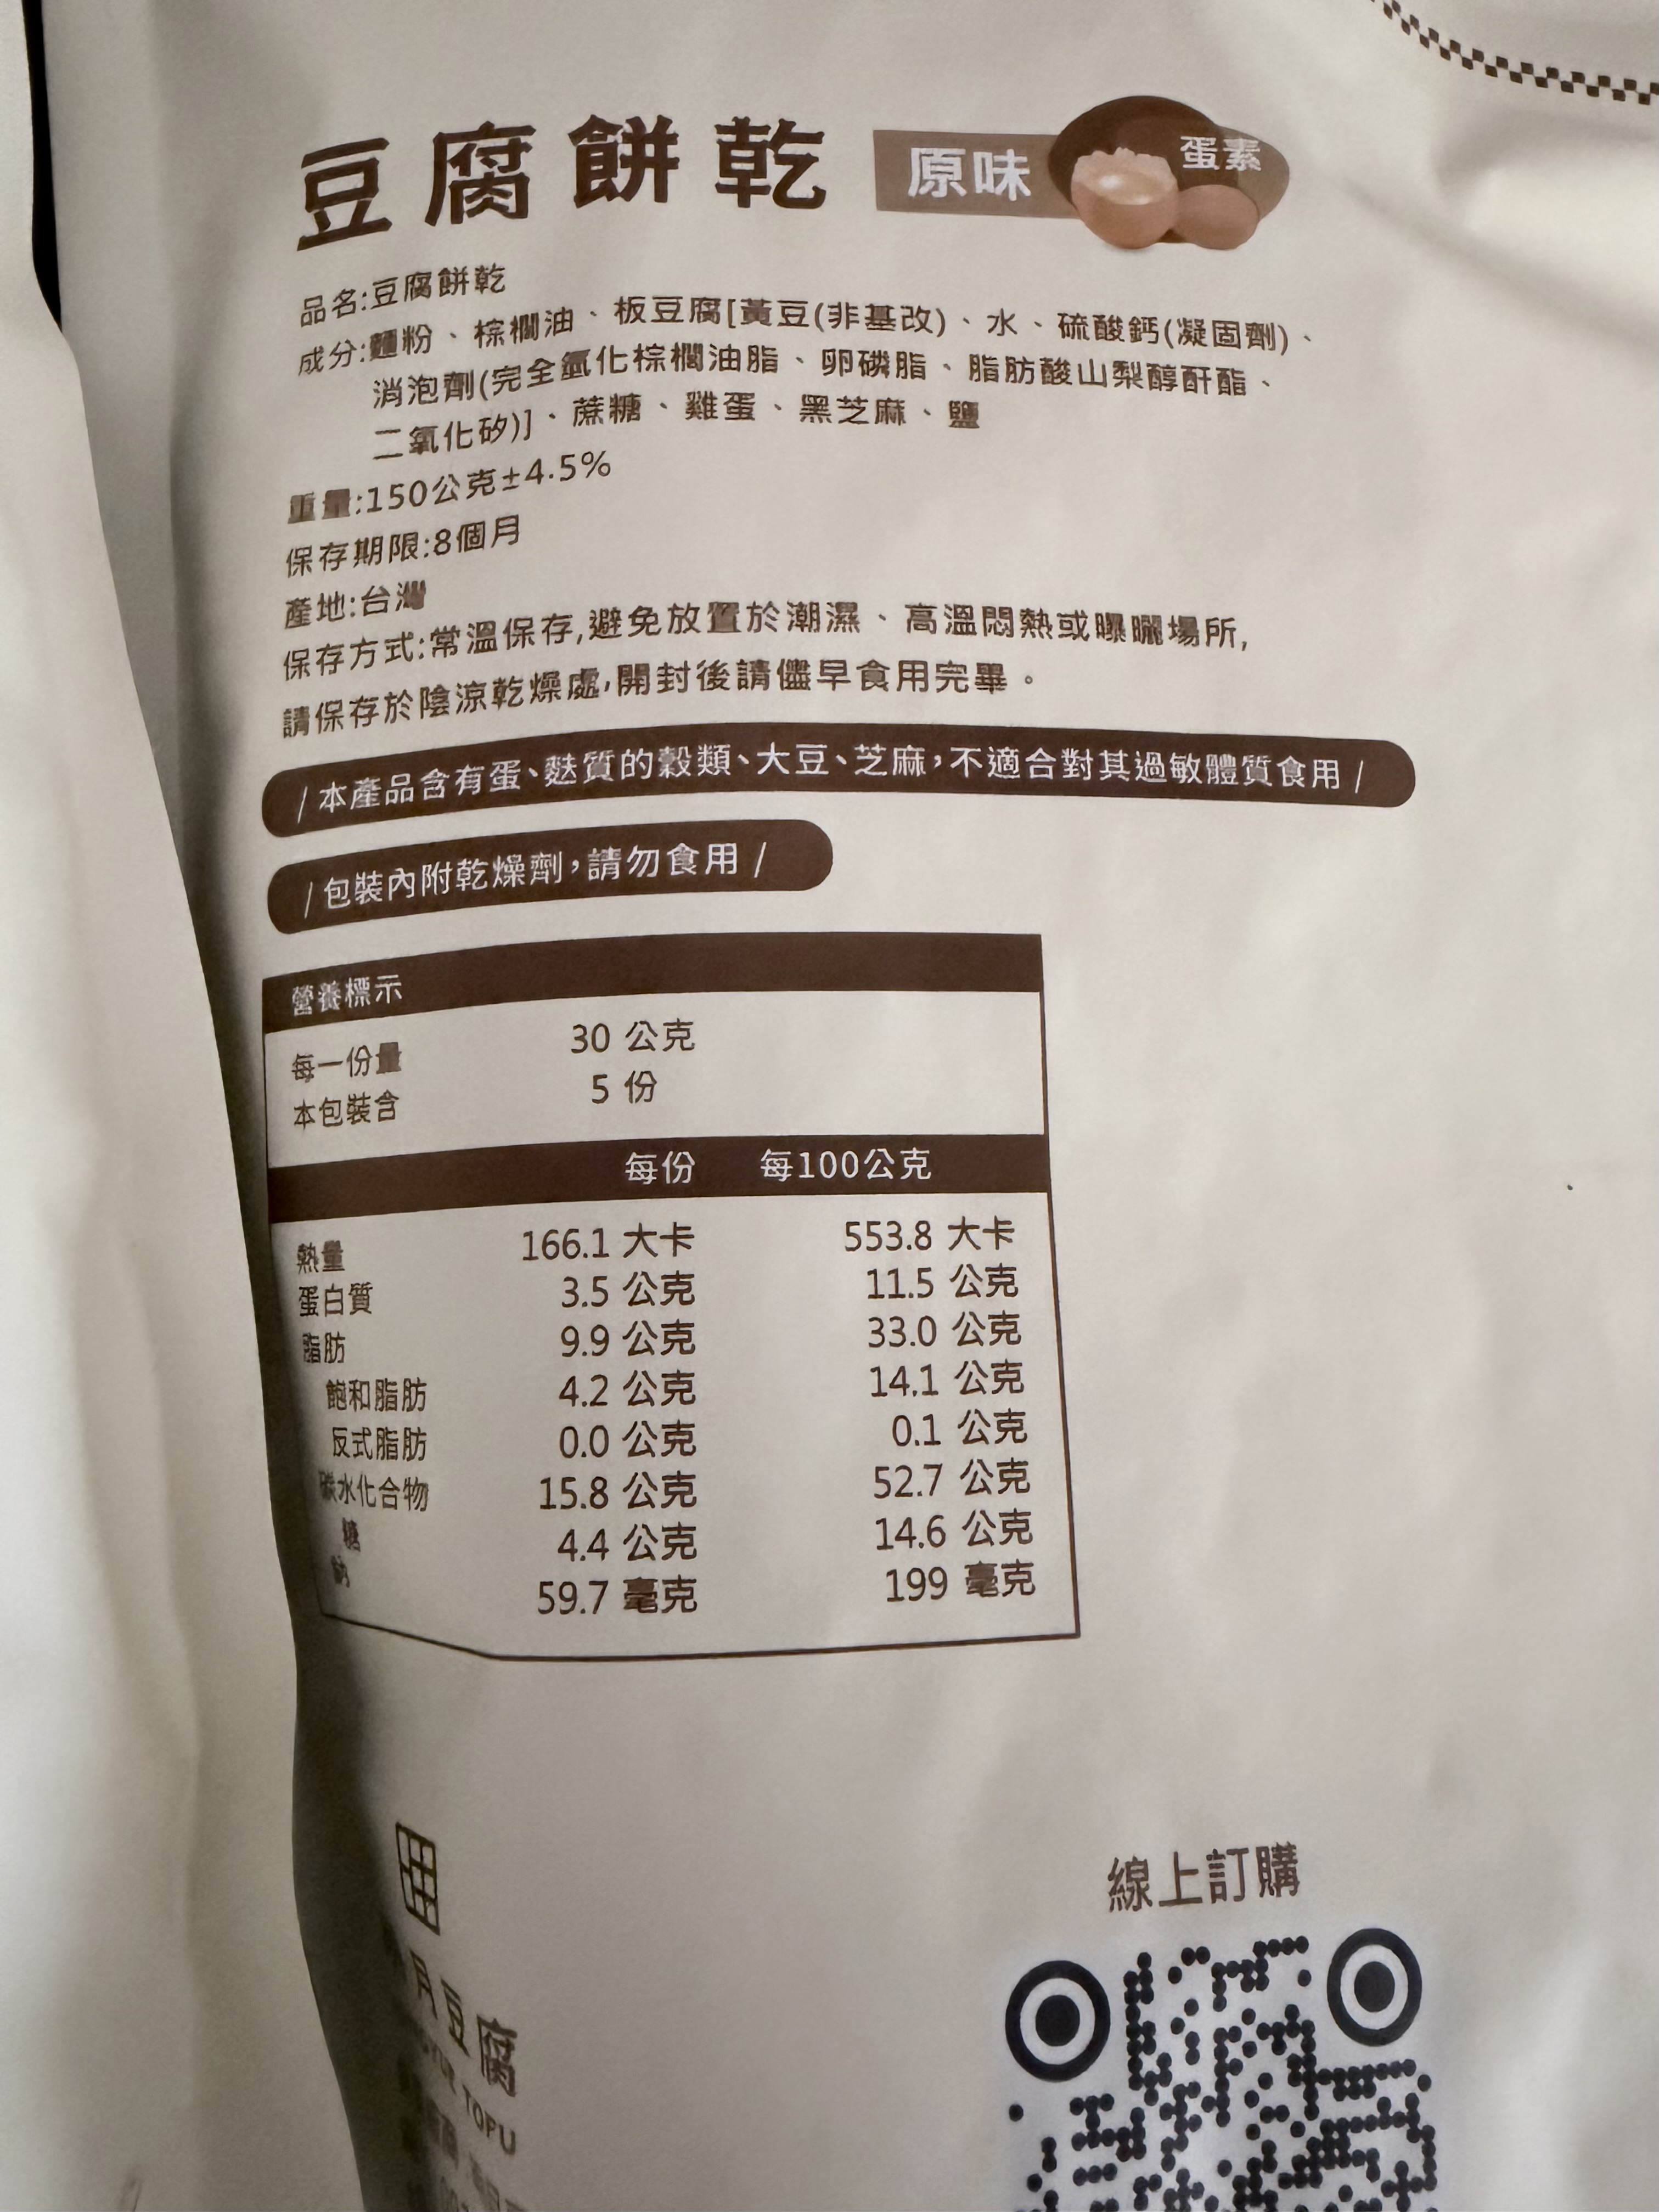 豆腐餅乾 原味 蛋素
品名:豆腐餅乾
成分:麵粉、棕櫚油、板豆腐[黃豆(非基改)、水、硫酸鈣(凝固劑)、
消泡劑(完全氫化棕櫚油脂、卵磷脂、脂肪酸山梨醇酐酯、
二氧化矽)]、蔗糖、雞蛋、黑芝麻、鹽
重量:150公克±4.5%
保存期限:8個月
產地:台灣
保存方式:常溫保存,避免放置於潮濕、高溫悶熱或曝曬場所,
請保存於陰涼乾燥處,開封後請儘早食用完畢。
/ 本產品含有蛋、麩質的穀類、大豆、芝麻,不適合對其過敏體質食用 /
/ 包裝內附乾燥劑,請勿食用 /
營養標示
每一份量 30 公克
本包裝含 5 份
每份 每100公克
熱量 166.1 大卡 553.8 大卡
蛋白質 3.5 公克 11.5 公克
脂肪 9.9 公克 33.0 公克
飽和脂肪 4.2 公克 14.1 公克
反式脂肪 0.0 公克 0.1 公克
碳水化合物 15.8 公克 52.7 公克
糖 4.4 公克 14.6 公克
鈉 59.7 毫克 199 毫克
線上訂購
豆腐
TOFU